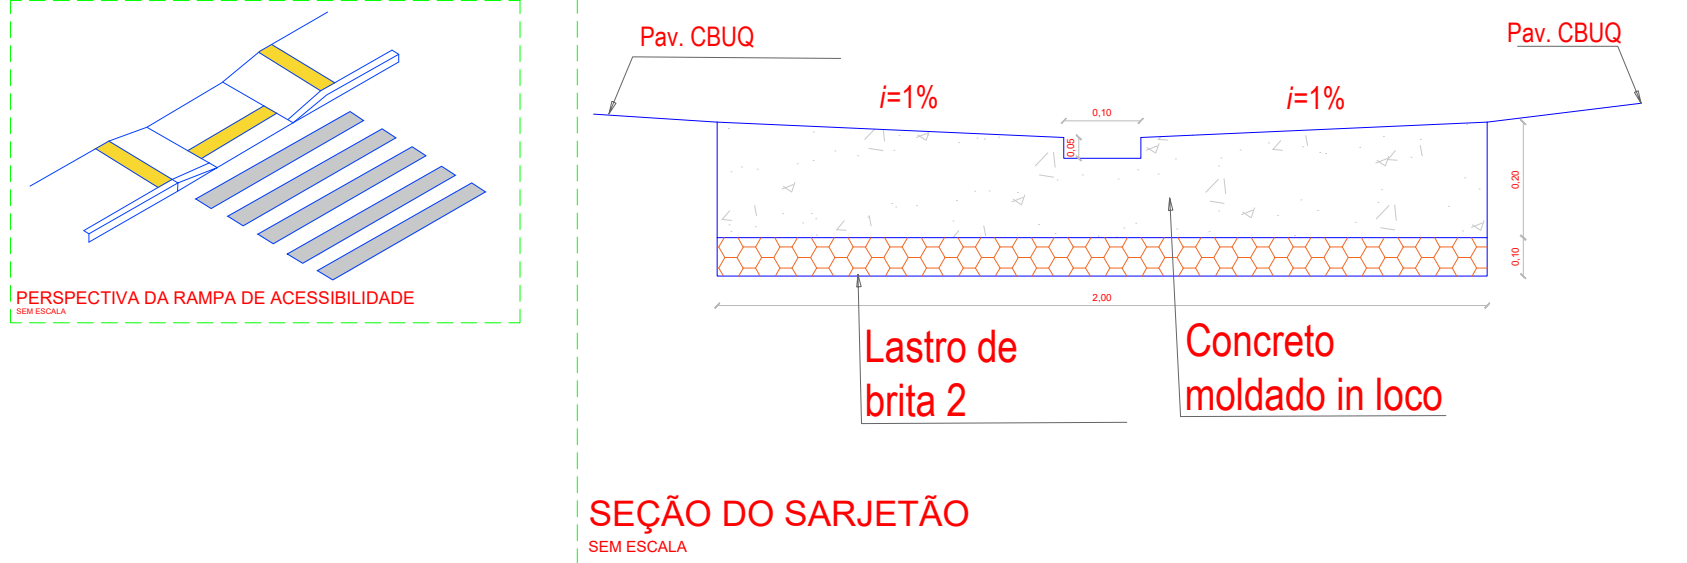 PERSPECTIVA DA RAMPA DE ACESSIBILIDADE
SEM ESCALA
Pav. CBUQ
Pav. CBUQ
i=1%
i=1%
0,10
0,05
0,20
0,10
2,00
Lastro de
brita 2
Concreto
moldado in loco
SEÇÃO DO SARJETÃO
SEM ESCALA